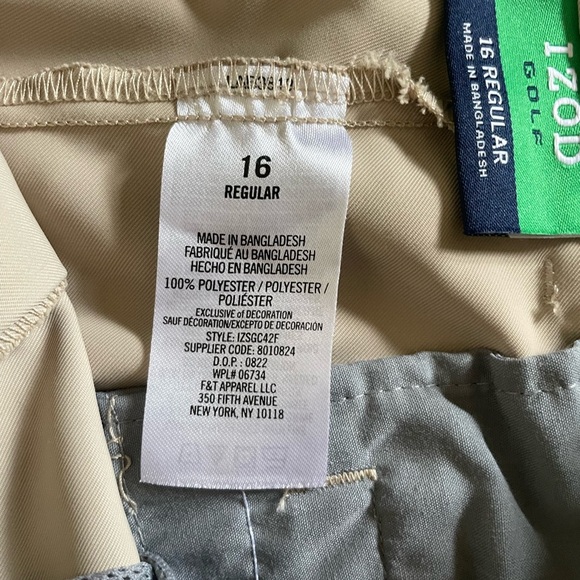 16
REGULAR
MADE IN BANGLADESH
FABRIQUÉ AU BANGLADESH
HECHO EN BANGLADESH
100% POLYESTER / POLYESTER /
POLIÉSTER
EXCLUSIVE of DECORATION
SAUF DÉCORATION/EXCEPTO DE DECORACIÓN
STYLE: IZSGC42F
SUPPLIER CODE: 8010824
D.O.P. : 0822
WPL# 06734
F&T APPAREL LLC
350 FIFTH AVENUE
NEW YORK, NY 10118
IZOD
GOLF
16 REGULAR
MADE IN BANGLADESH